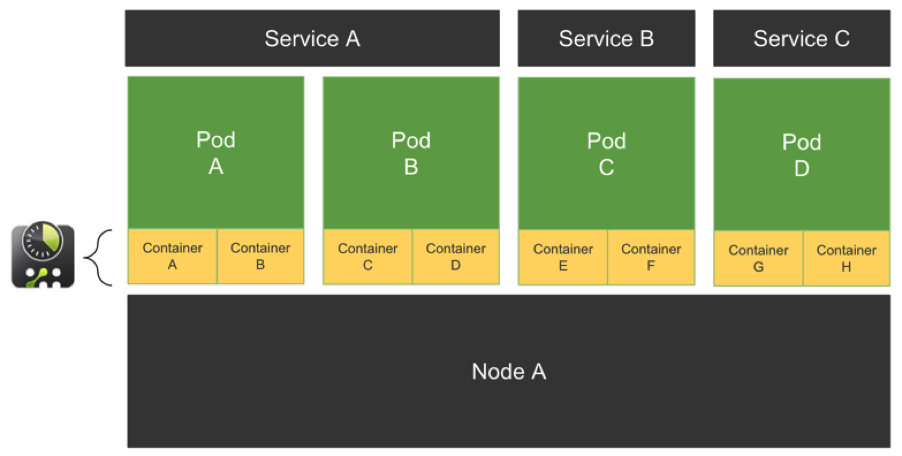 Service A
Service B
Service C
Pod
A
Pod
B
Pod
C
Pod
D
Container
A
Container
B
Container
C
Container
D
Container
E
Container
F
Container
G
Container
H
Node A